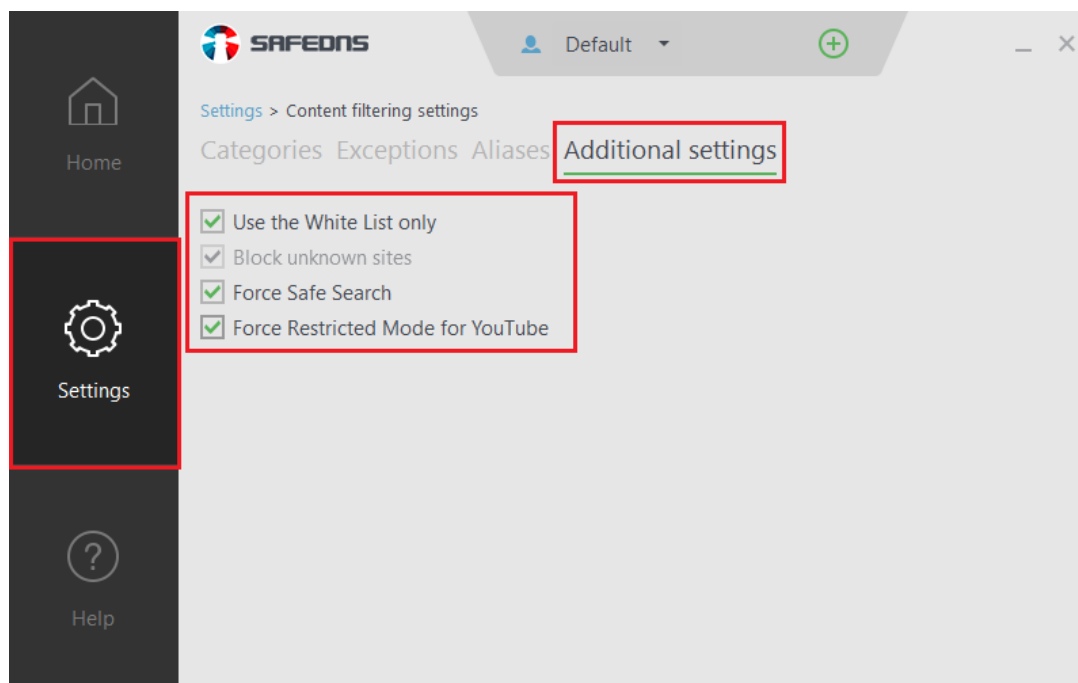 SAFEDNS
Default
Settings > Content filtering settings
Categories Exceptions Aliases Additional settings
Home
Use the White List only
Block unknown sites
Force Safe Search
Force Restricted Mode for YouTube
Settings
Help